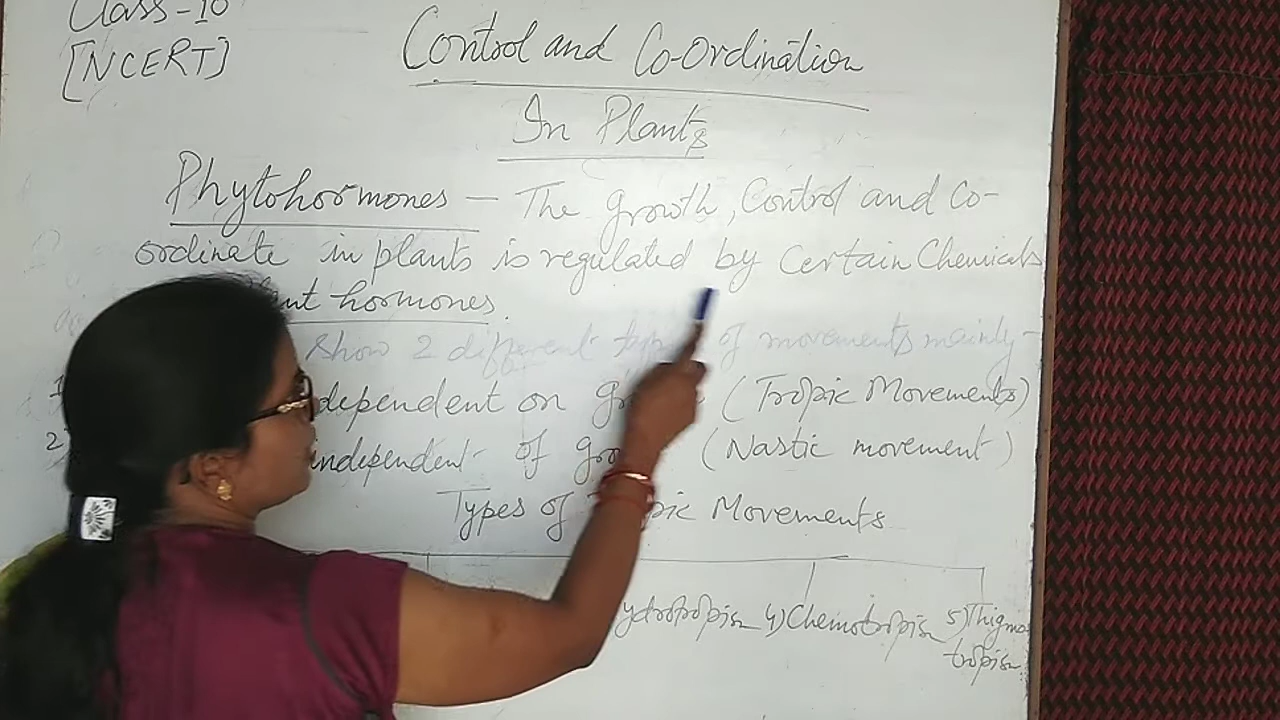 Class-10
[NCERT]
Control and Co-Ordination
In Plants
Phytohormones - The growth, Control and Co-
ordinate in plants is regulated by Certain Chemicals
hormones.
Show 2 different of movements mainly-
dependent on (Tropic Movements)
independent of (Nastic movement)
Types of Movements
4) Chemotropism 5) Thigmo
tropism